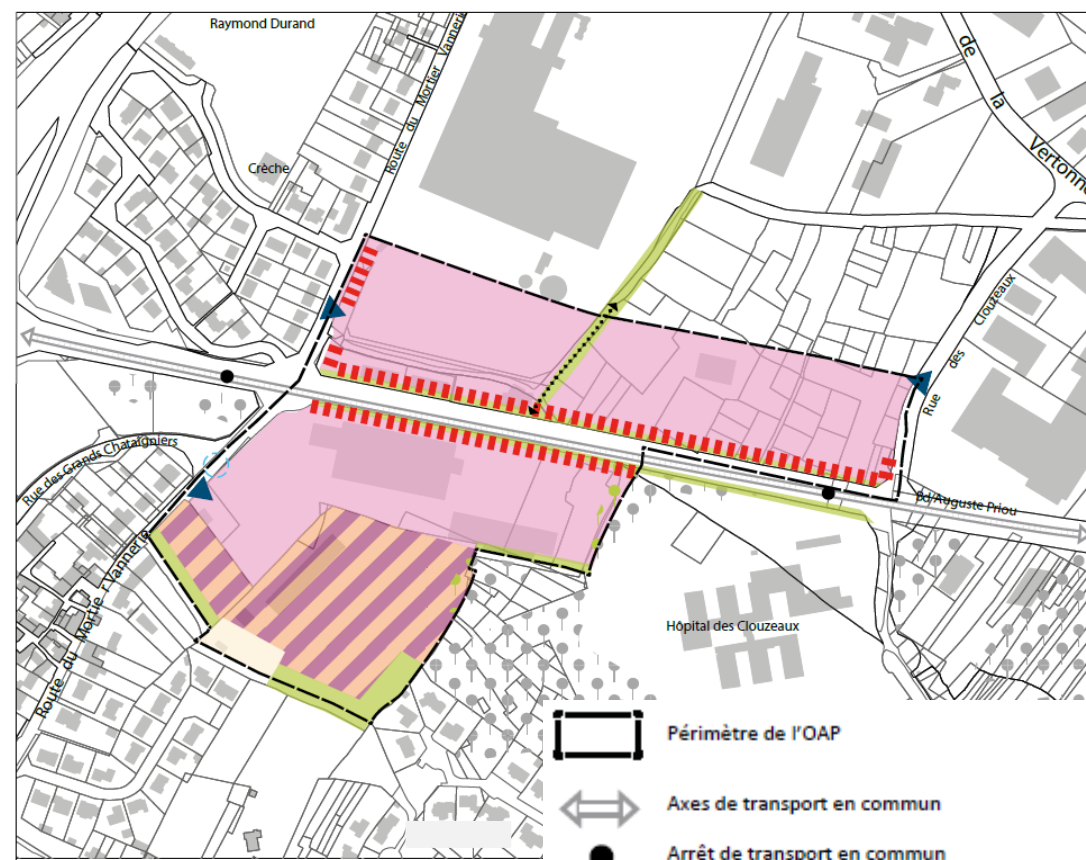 Raymond Durand
Route du Mortier Vannerie
de la Vertonne
Crèche
Rue des Clouzeaux
Rue des Grands Chataigniers
Bd/Auguste Priou
Route du Mortie r Vannerie
Hôpital des Clouzeaux
Périmètre de l'OAP
Axes de transport en commun
Arrêt de transport en commun